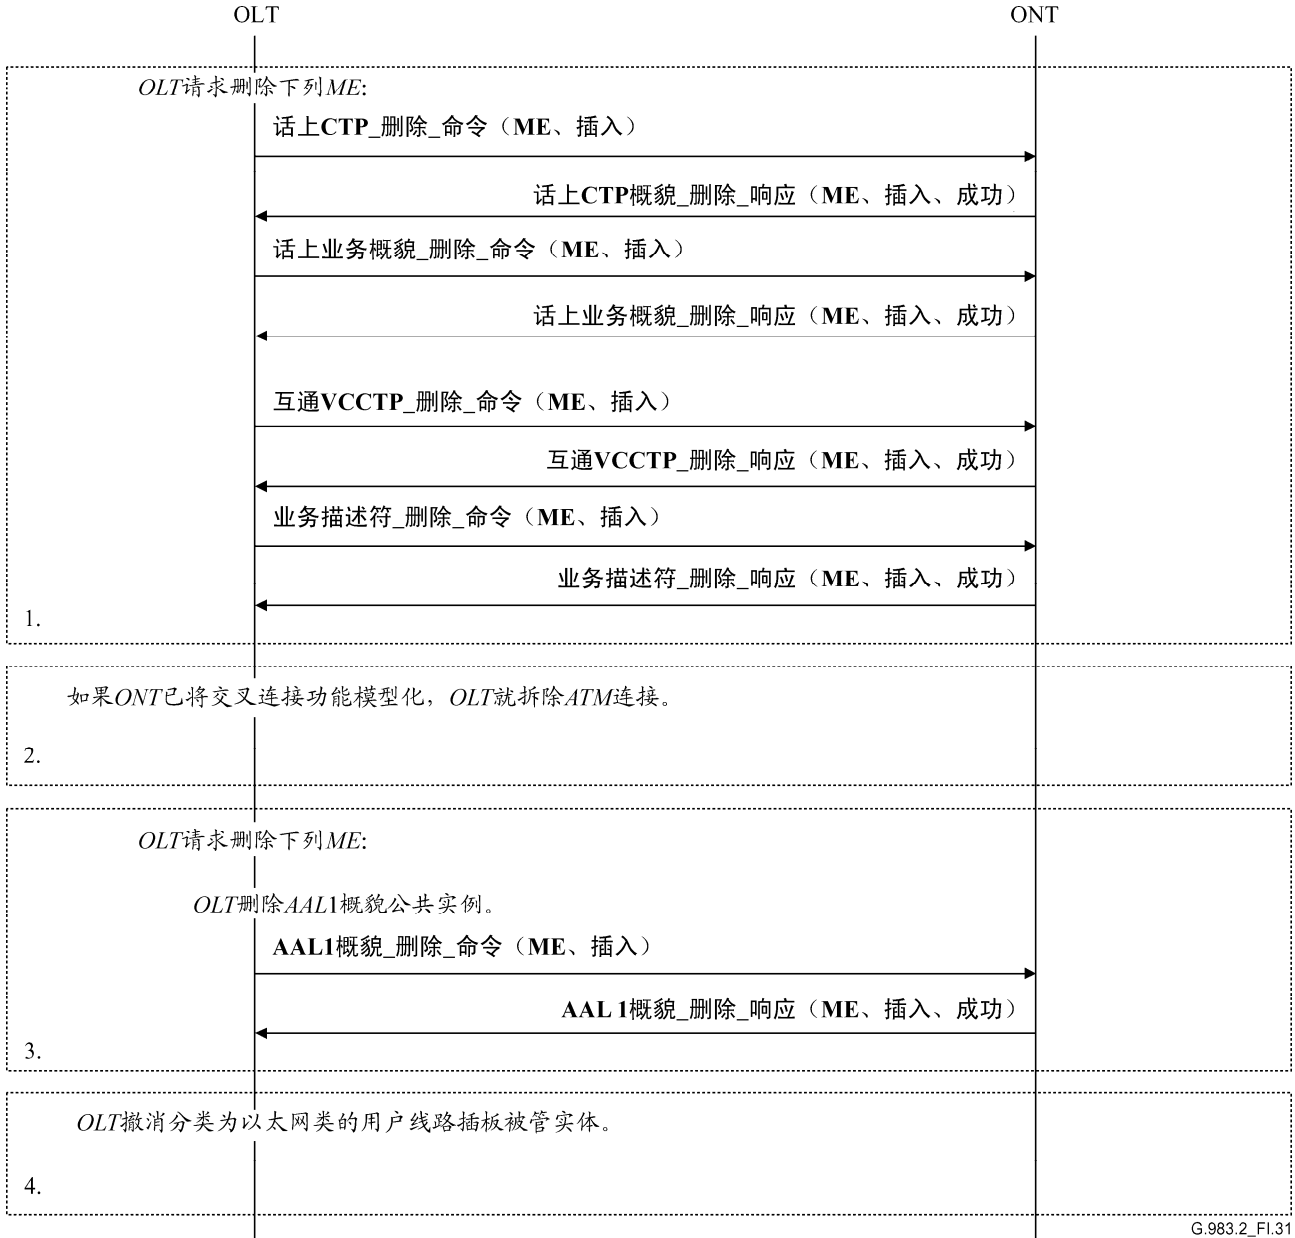 OLT
ONT
OLT请求删除下列ME:
话上CTP_删除_命令（ME、插入）
话上CTP概貌_删除_响应（ME、插入、成功）
话上业务概貌_删除_命令（ME、插入）
话上业务概貌_删除_响应（ME、插入、成功）
互通VCCTP_删除_命令（ME、插入）
互通VCCTP_删除_响应（ME、插入、成功）
业务描述符_删除_命令（ME、插入）
业务描述符_删除_响应（ME、插入、成功）
1.
如果ONT已将交叉连接功能模型化，OLT就拆除ATM连接。
2.
OLT请求删除下列ME:
OLT删除AAL1概貌公共实例。
AAL1概貌_删除_命令（ME、插入）
AAL 1概貌_删除_响应（ME、插入、成功）
3.
OLT撤消分类为以太网类的用户线路插板被管实体。
4.
G.983.2_FI.31